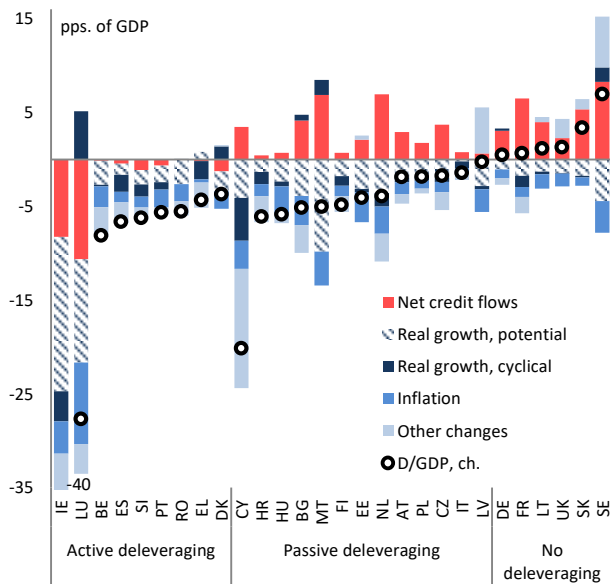 15
pps. of GDP
5
-5
-15
-25
-35
Net credit flows
Real growth, potential
Real growth, cyclical
Inflation
Other changes
D/GDP, ch.
-40
IE LU BE ES SI PT RO EL DK CY HR HU BG MT FI EE NL AT PL CZ IT LV DE FR LT UK SK SE
Active deleveraging
Passive deleveraging
No
deleveraging